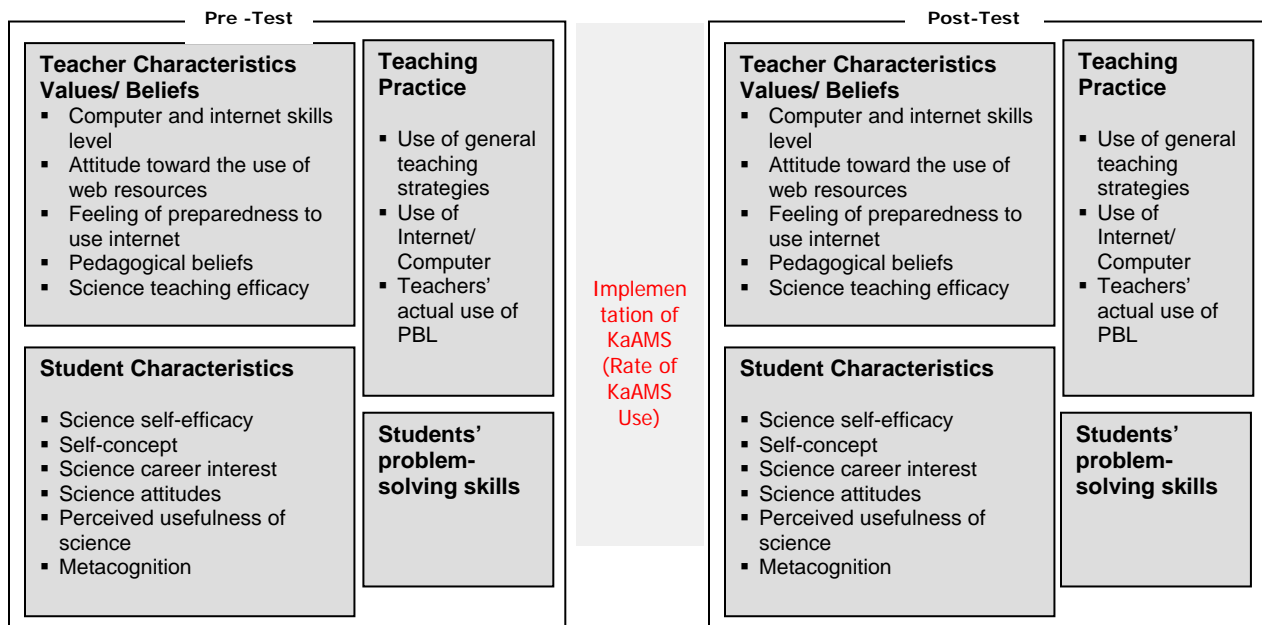 Pre -Test
Teacher Characteristics
Values/ Beliefs
▪ Computer and internet skills
level
▪ Attitude toward the use of
web resources
▪ Feeling of preparedness to
use internet
▪ Pedagogical beliefs
▪ Science teaching efficacy
Teaching
Practice
▪ Use of general
teaching
strategies
▪ Use of
Internet/
Computer
▪ Teachers'
actual use of
PBL
Student Characteristics
▪ Science self-efficacy
▪ Self-concept
▪ Science career interest
▪ Science attitudes
▪ Perceived usefulness of
science
▪ Metacognition
Students'
problem-
solving skills
Implemen
tation of
KaAMS
(Rate of
KaAMS
Use)
Post-Test
Teacher Characteristics
Values/ Beliefs
▪ Computer and internet skills
level
▪ Attitude toward the use of
web resources
▪ Feeling of preparedness to
use internet
▪ Pedagogical beliefs
▪ Science teaching efficacy
Teaching
Practice
▪ Use of general
teaching
strategies
▪ Use of
Internet/
Computer
▪ Teachers'
actual use of
PBL
Student Characteristics
▪ Science self-efficacy
▪ Self-concept
▪ Science career interest
▪ Science attitudes
▪ Perceived usefulness of
science
▪ Metacognition
Students'
problem-
solving skills